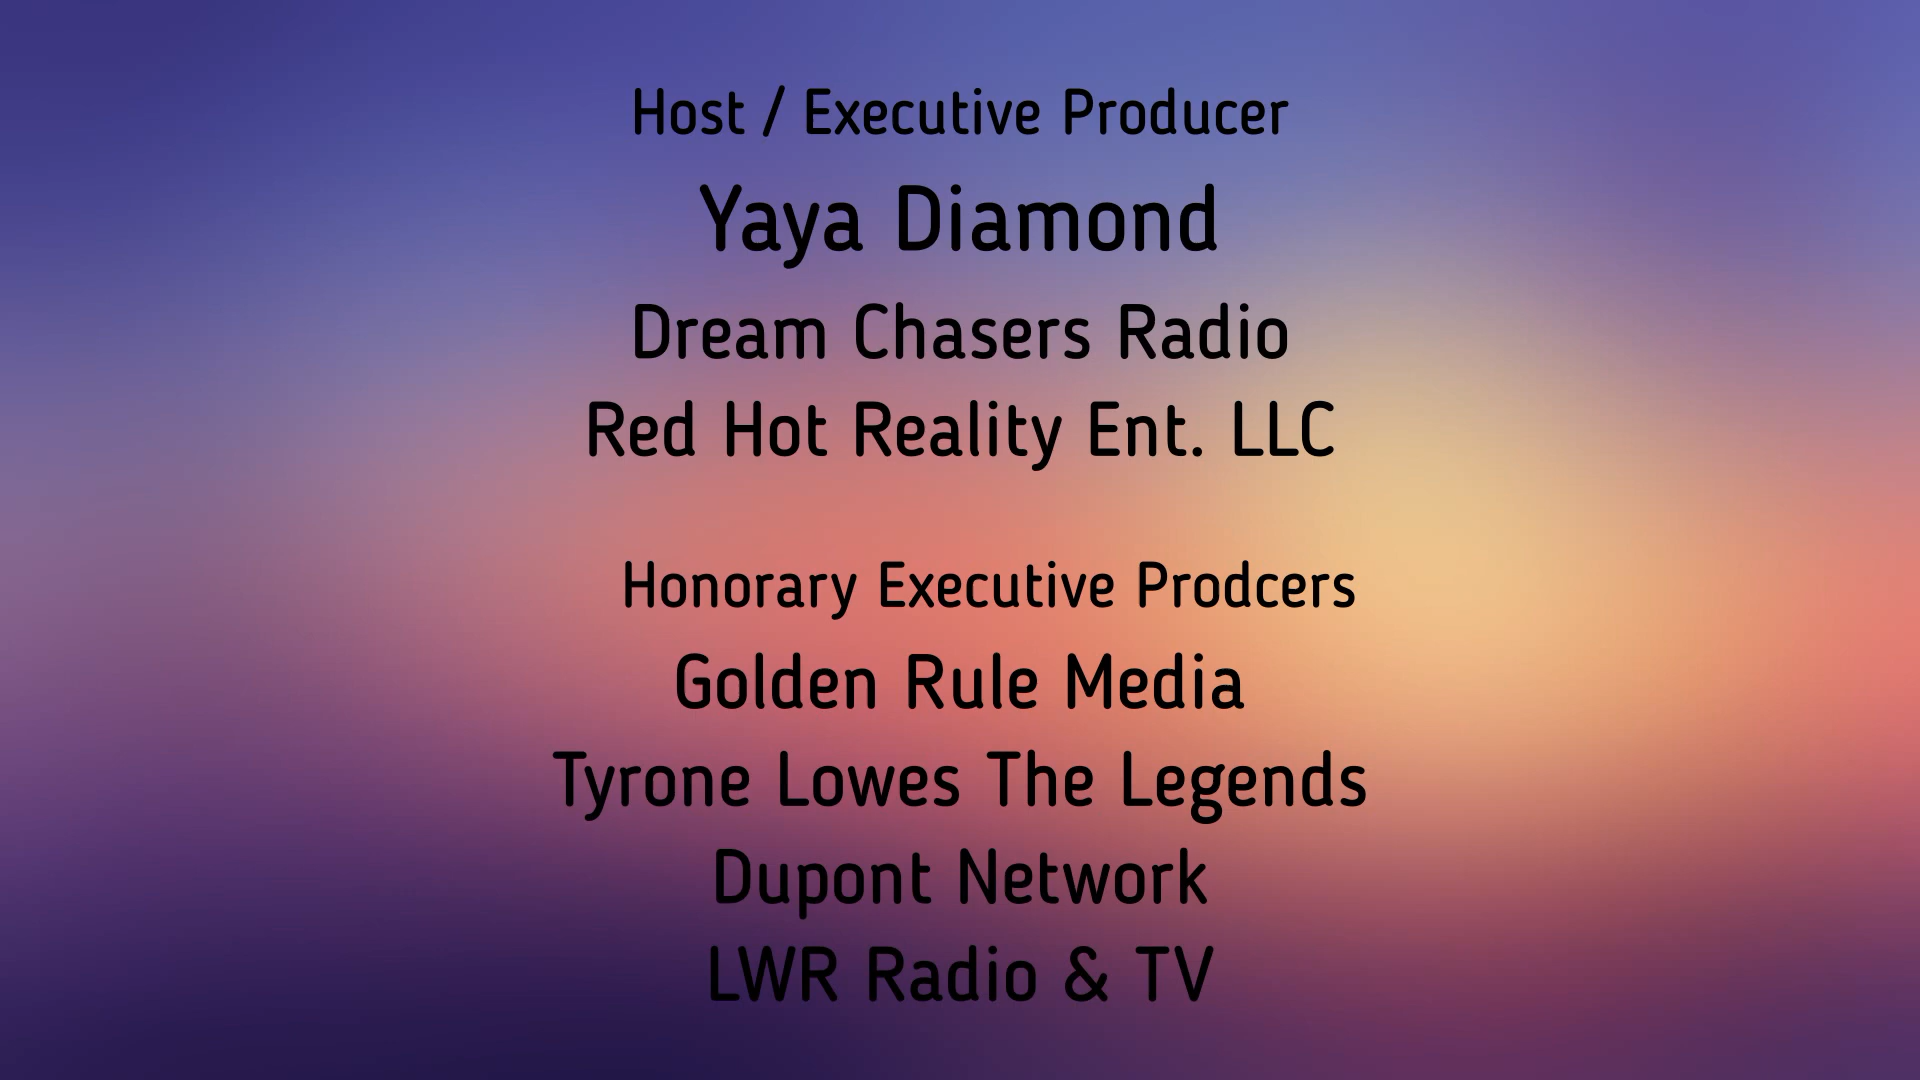 Host / Executive Producer
Yaya Diamond
Dream Chasers Radio
Red Hot Reality Ent. LLC
Honorary Executive Prodcers
Golden Rule Media
Tyrone Lowes The Legends
Dupont Network
LWR Radio & TV